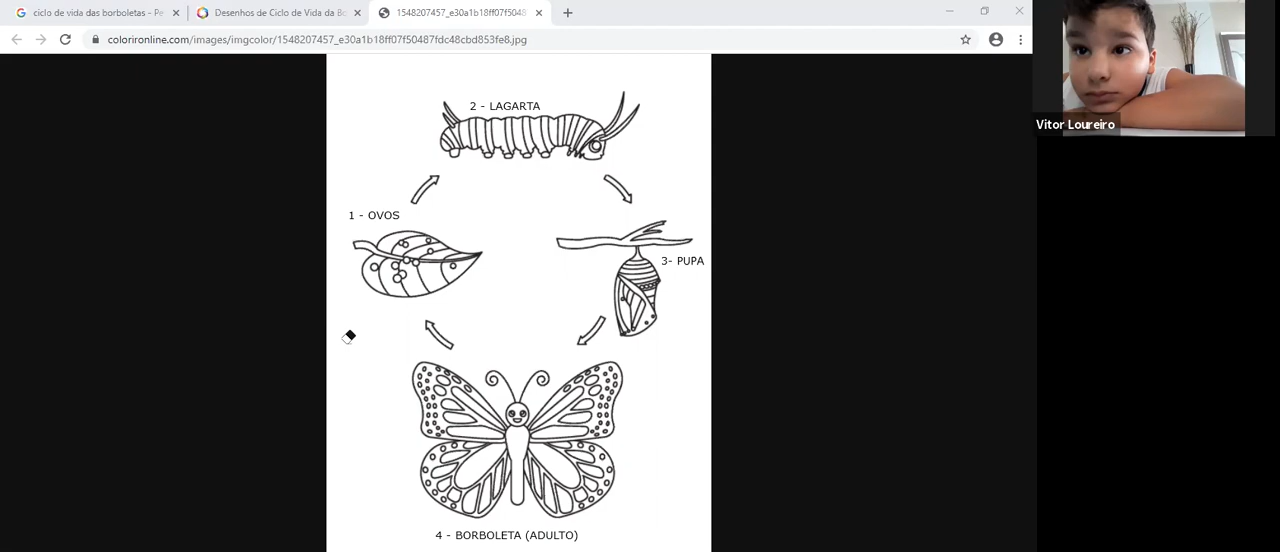 ciclo de vida das borboletas - Pe
Desenhos de Ciclo de Vida da Bo
1548207457_e30a1b18ff07f5048
colorironline.com/images/imgcolor/1548207457_e30a1b18ff07f50487fdc48cbd853fe8.jpg
Vitor Loureiro
2 - LAGARTA
1 - OVOS
3- PUPA
4 - BORBOLETA (ADULTO)